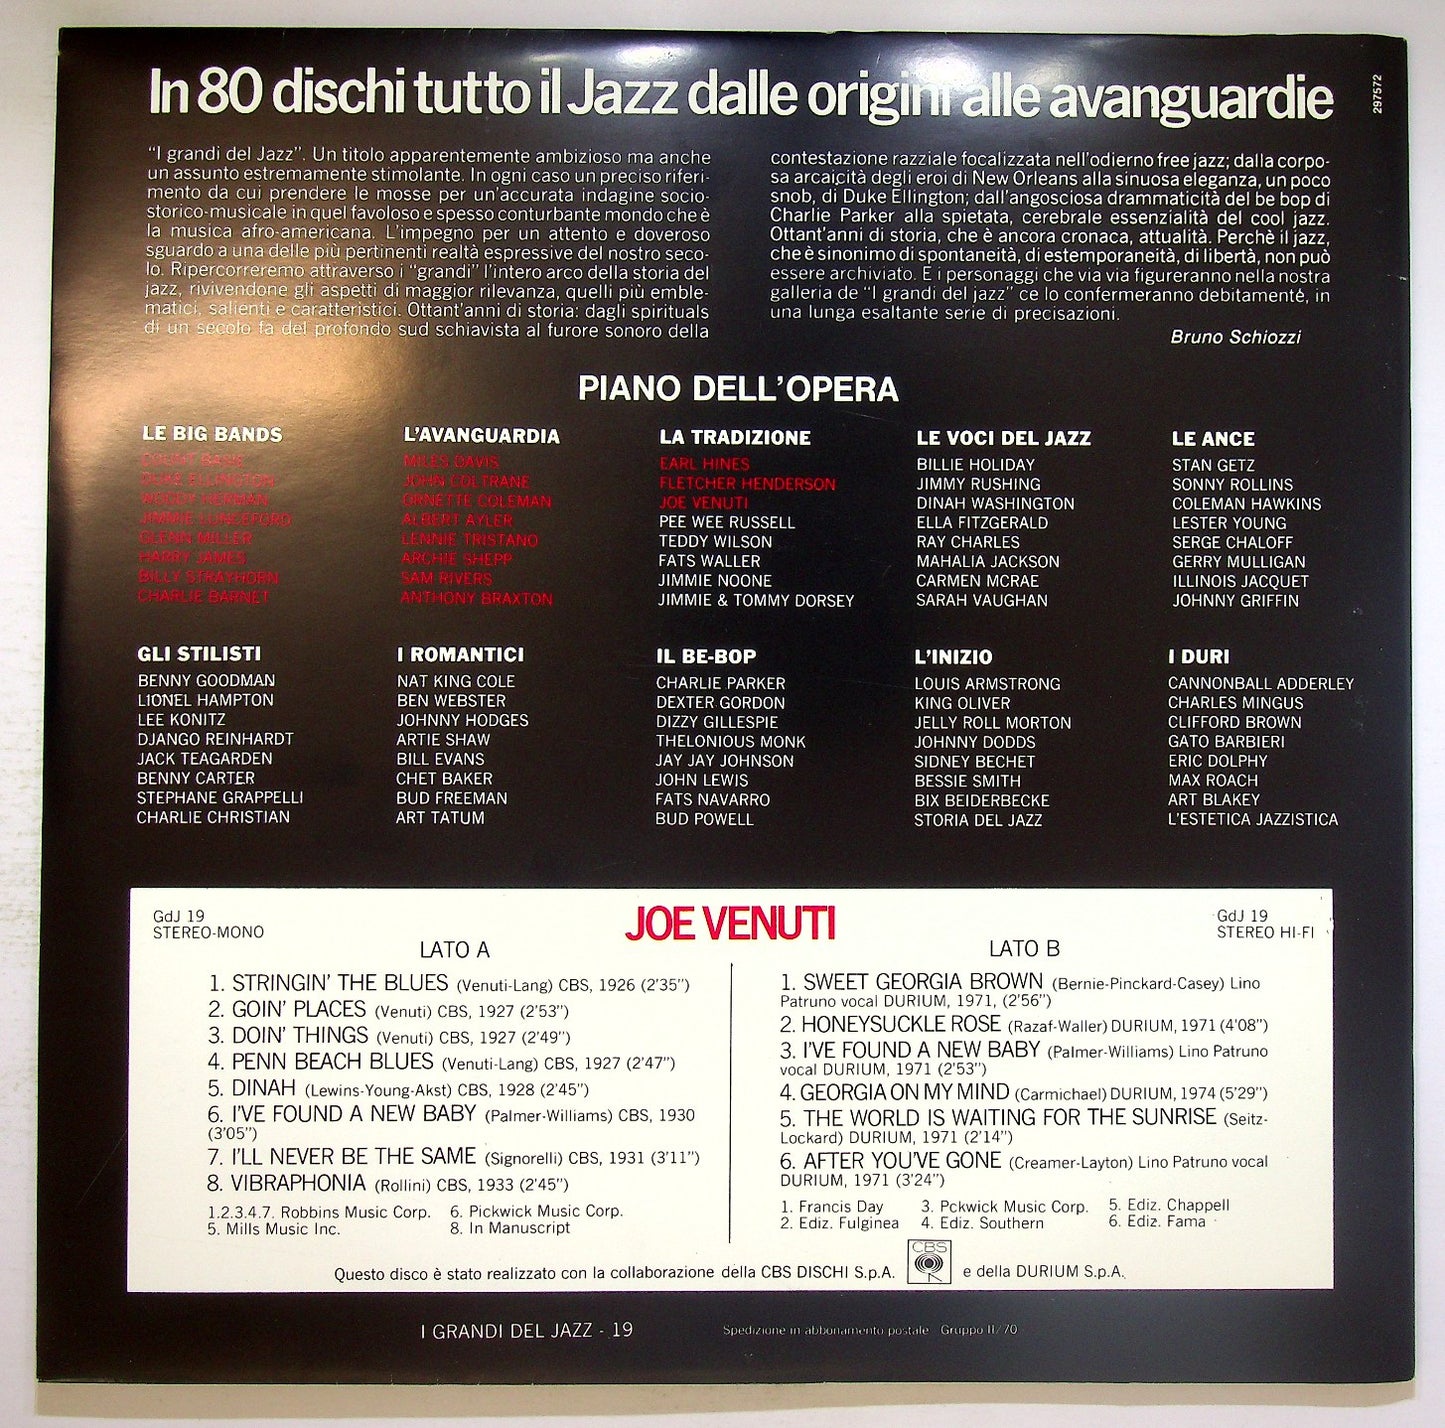 In 80 dischi tutto il Jazz dalle origini alle avanguardie
297572
“I grandi del Jazz”. Un titolo apparentemente ambizioso ma anche
un assunto estremamente stimolante. In ogni caso un preciso riferi-
mento da cui prendere le mosse per un'accurata indagine socio-
storico-musicale in quel favoloso e spesso conturbante mondo che è
la musica afro-americana. L'impegno per un attento e doveroso
sguardo a una delle più pertinenti realtà espressive del nostro seco-
lo. Ripercorreremo attraverso i “grandi” l'intero arco della storia del
jazz, rivivendone gli aspetti di maggior rilevanza, quelli più emble-
matici, salienti e caratteristici. Ottant'anni di storia: dagli spirituals
di un secolo fa del profondo sud schiavista al furore sonoro della
contestazione razziale focalizzata nell'odierno free jazz; dalla corpo-
sa arcaicità degli eroi di New Orleans alla sinuosa eleganza, un poco
snob, di Duke Ellington; dall'angosciosa drammaticità del be bop di
Charlie Parker alla spietata, cerebrale essenzialità del cool jazz.
Ottant'anni di storia, che è ancora cronaca, attualità. Perchè il jazz,
che è sinonimo di spontaneità, di estemporaneità, di libertà, non può
essere archiviato. E i personaggi che via via figureranno nella nostra
galleria de “I grandi del jazz” ce lo confermeranno debitamente, in
una lunga esaltante serie di precisazioni.
Bruno Schiozzi
PIANO DELL'OPERA
LE BIG BANDS
COUNT BASIE
DUKE ELLINGTON
WOODY HERMAN
JIMMIE LUNCEFORD
GLENN MILLER
HARRY JAMES
BILLY STRAYHORN
CHARLIE BARNET
L'AVANGUARDIA
MILES DAVIS
JOHN COLTRANE
ORNETTE COLEMAN
ALBERT AYLER
LENNIE TRISTANO
ARCHIE SHEPP
SAM RIVERS
ANTHONY BRAXTON
LA TRADIZIONE
EARL HINES
FLETCHER HENDERSON
JOE VENUTI
PEE WEE RUSSELL
TEDDY WILSON
FATS WALLER
JIMMIE NOONE
JIMMIE & TOMMY DORSEY
LE VOCI DEL JAZZ
BILLIE HOLIDAY
JIMMY RUSHING
DINAH WASHINGTON
ELLA FITZGERALD
RAY CHARLES
MAHALIA JACKSON
CARMEN MCRAE
SARAH VAUGHAN
LE ANCE
STAN GETZ
SONNY ROLLINS
COLEMAN HAWKINS
LESTER YOUNG
SERGE CHALOFF
GERRY MULLIGAN
ILLINOIS JACQUET
JOHNNY GRIFFIN
GLI STILISTI
BENNY GOODMAN
LIONEL HAMPTON
LEE KONITZ
DJANGO REINHARDT
JACK TEAGARDEN
BENNY CARTER
STEPHANE GRAPPELLI
CHARLIE CHRISTIAN
I ROMANTICI
NAT KING COLE
BEN WEBSTER
JOHNNY HODGES
ARTIE SHAW
BILL EVANS
CHET BAKER
BUD FREEMAN
ART TATUM
IL BE-BOP
CHARLIE PARKER
DEXTER GORDON
DIZZY GILLESPIE
THELONIOUS MONK
JAY JAY JOHNSON
JOHN LEWIS
FATS NAVARRO
BUD POWELL
L'INIZIO
LOUIS ARMSTRONG
KING OLIVER
JELLY ROLL MORTON
JOHNNY DODDS
SIDNEY BECHET
BESSIE SMITH
BIX BEIDERBECKE
STORIA DEL JAZZ
I DURI
CANNONBALL ADDERLEY
CHARLES MINGUS
CLIFFORD BROWN
GATO BARBIERI
ERIC DOLPHY
MAX ROACH
ART BLAKEY
L'ESTETICA JAZZISTICA
JOE VENUTI
GdJ 19
STEREO-MONO
LATO A
1. STRINGIN' THE BLUES (Venuti-Lang) CBS, 1926 (2'35”)
2. GOIN' PLACES (Venuti) CBS, 1927 (2'53”)
3. DOIN' THINGS (Venuti) CBS, 1927 (2'49”)
4. PENN BEACH BLUES (Venuti-Lang) CBS, 1927 (2'47”)
5. DINAH (Lewins-Young-Akst) CBS, 1928 (2'45”)
6. I'VE FOUND A NEW BABY (Palmer-Williams) CBS, 1930
(3'05”)
7. I'LL NEVER BE THE SAME (Signorelli) CBS, 1931 (3'11”)
8. VIBRAPHONIA (Rollini) CBS, 1933 (2'45”)
1.2.3.4.7. Robbins Music Corp. 6. Pickwick Music Corp.
5. Mills Music Inc. 8. In Manuscript
GdJ 19
STEREO HI-FI
LATO B
1. SWEET GEORGIA BROWN (Bernie-Pinckard-Casey) Lino
Patruno vocal DURIUM, 1971, (2'56”)
2. HONEYSUCKLE ROSE (Razaf-Waller) DURIUM, 1971 (4'08”)
3. I'VE FOUND A NEW BABY (Palmer-Williams) Lino Patruno
vocal DURIUM, 1971 (2'53”)
4. GEORGIA ON MY MIND (Carmichael) DURIUM, 1974 (5'29”)
5. THE WORLD IS WAITING FOR THE SUNRISE (Seitz-
Lockard) DURIUM, 1971 (2'14”)
6. AFTER YOU'VE GONE (Creamer-Layton) Lino Patruno vocal
DURIUM, 1971 (3'24”)
1. Francis Day 3. Pckwick Music Corp. 5. Ediz. Chappell
2. Ediz. Fulginea 4. Ediz. Southern 6. Ediz. Fama
Questo disco è stato realizzato con la collaborazione della CBS DISCHI S.p.A. CBS e della DURIUM S.p.A.
I GRANDI DEL JAZZ - 19 Spedizione in abbonamento postale Gruppo II/70